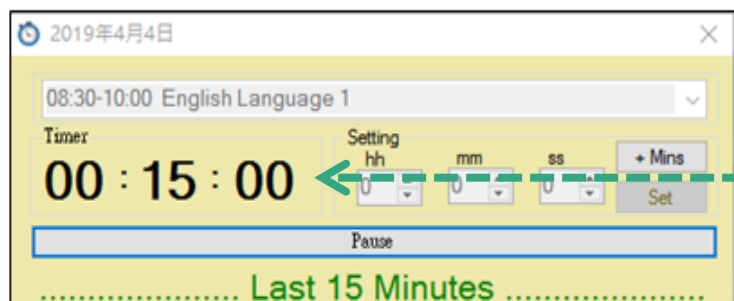 2019年4月4日
08:30-10:00 English Language 1
Timer
Setting
hh mm ss
+ Mins
00 : 15 : 00
0 0 0
Set
Pause
..................... Last 15 Minutes .....................